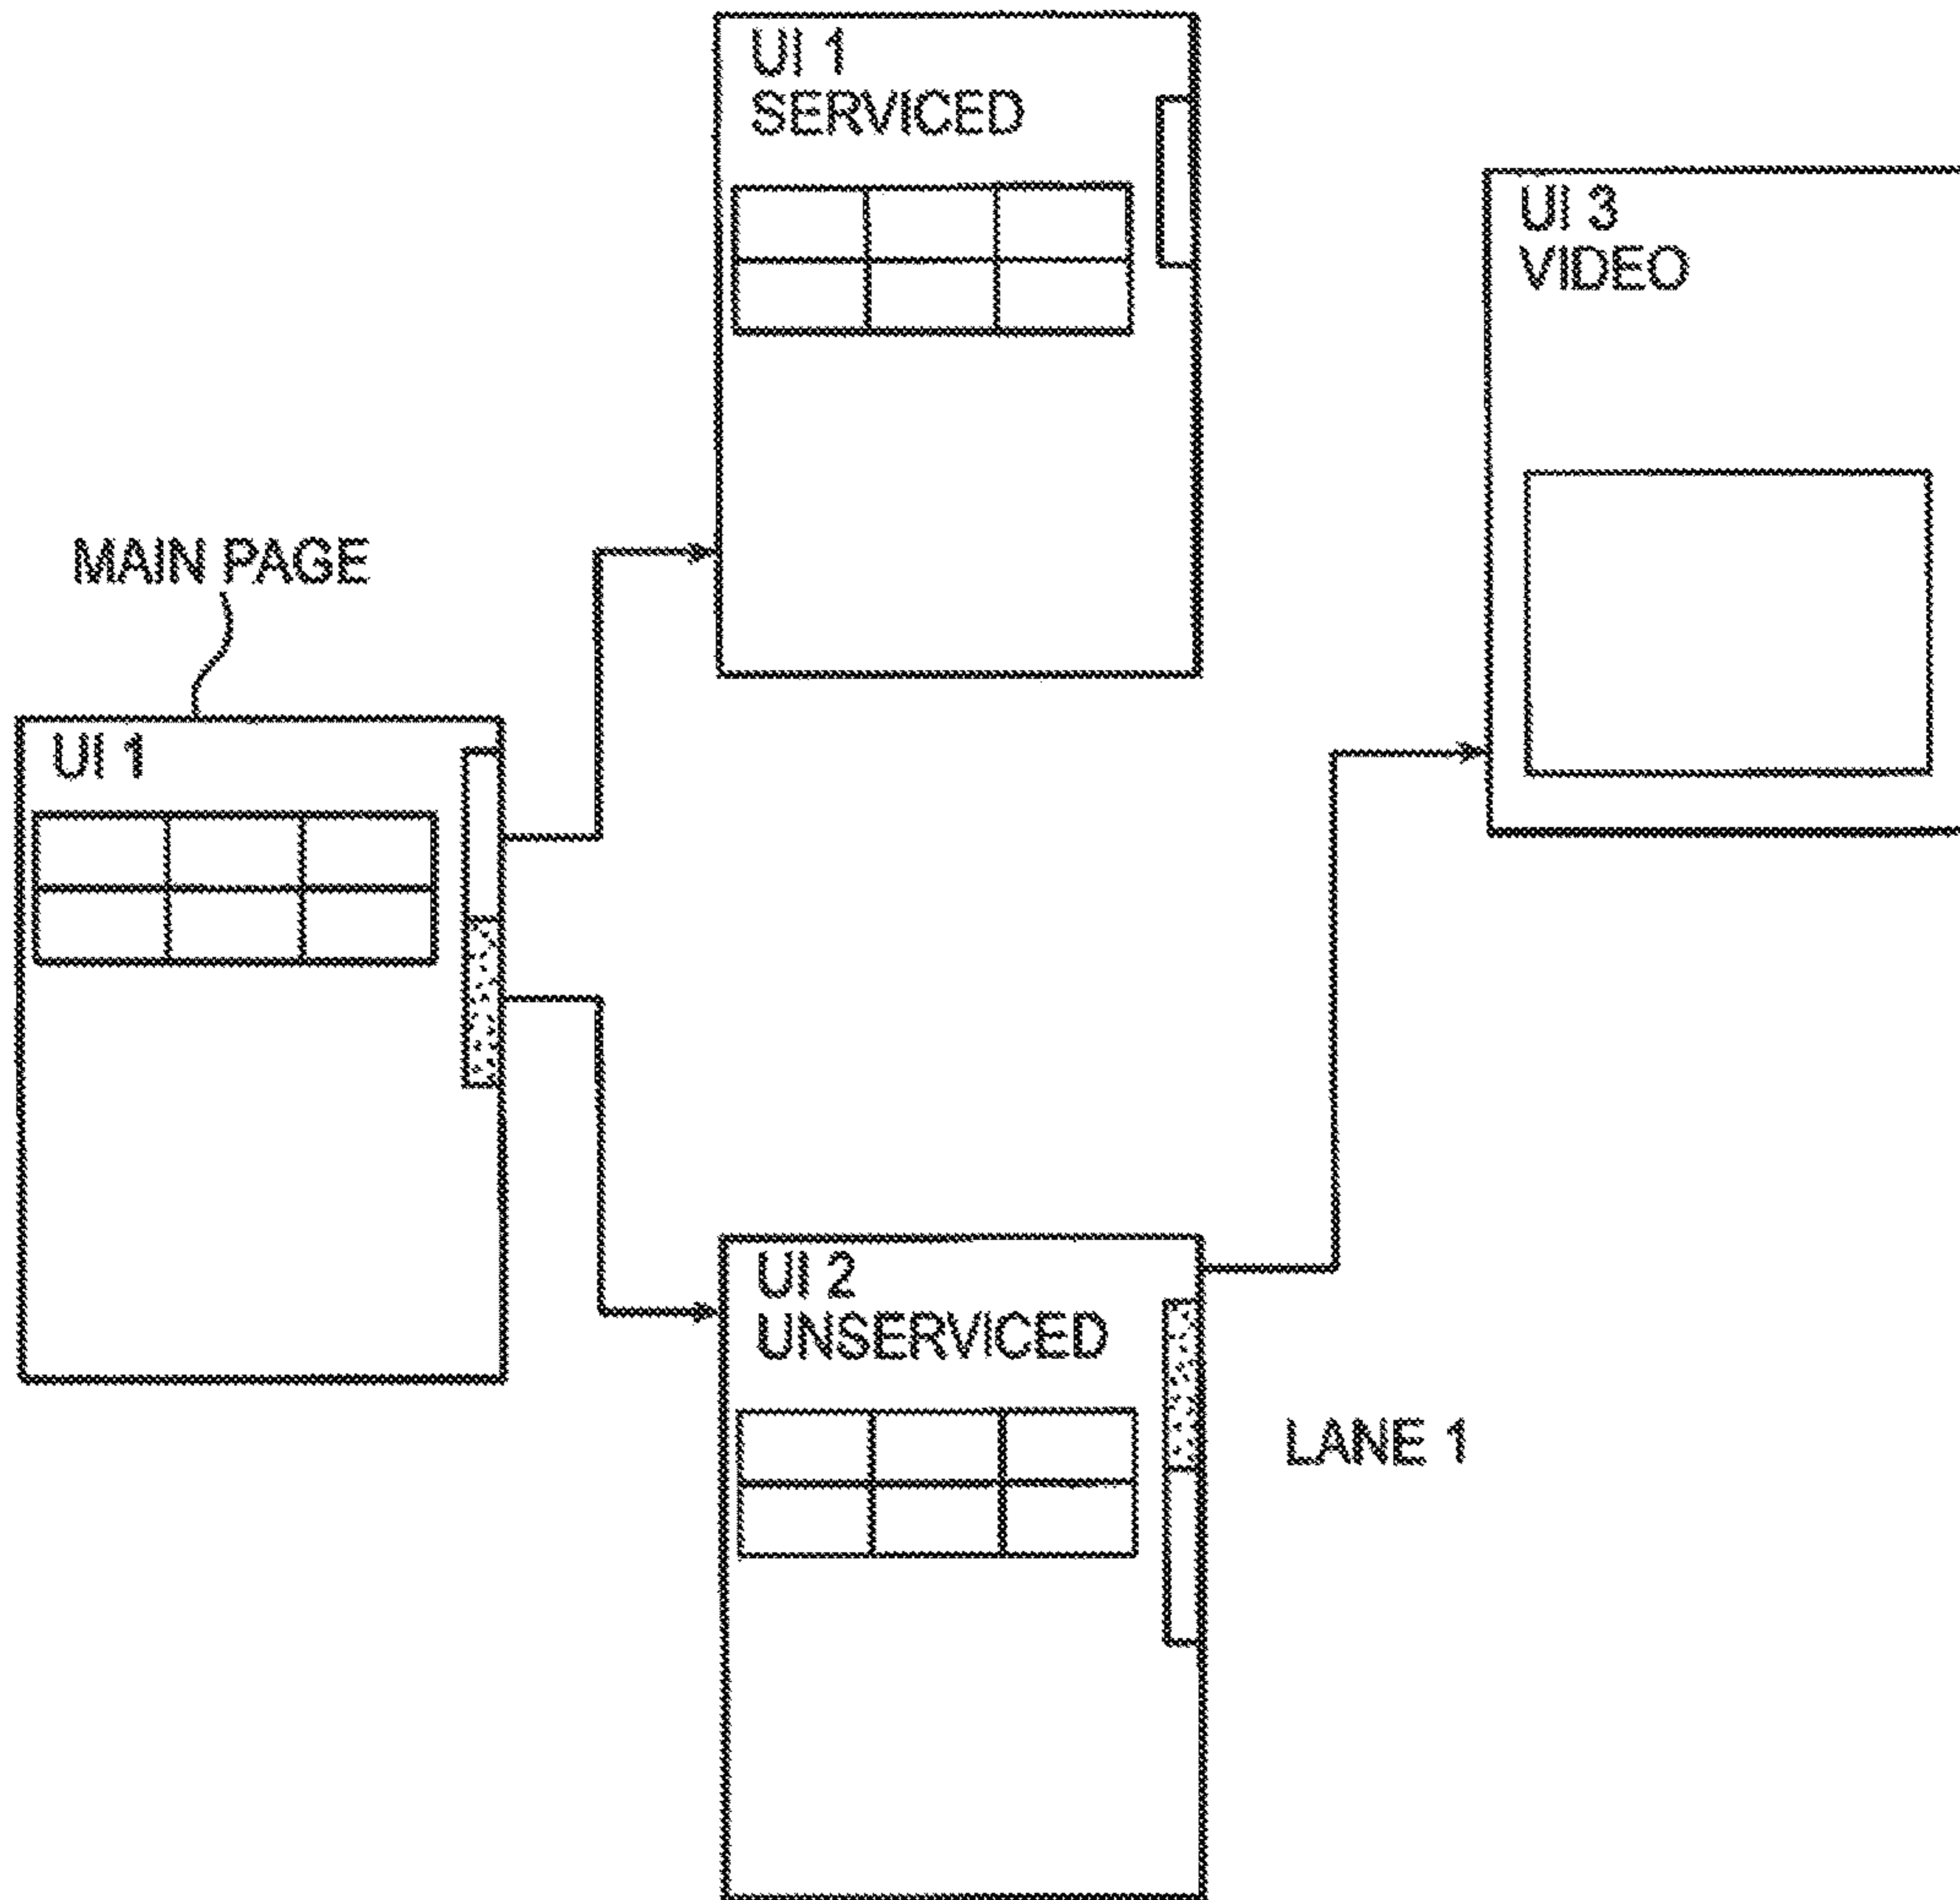 UI 1
SERVICED
UI 3
VIDEO
MAIN PAGE
UI 1
UI 2
UNSERVICED
LANE 1